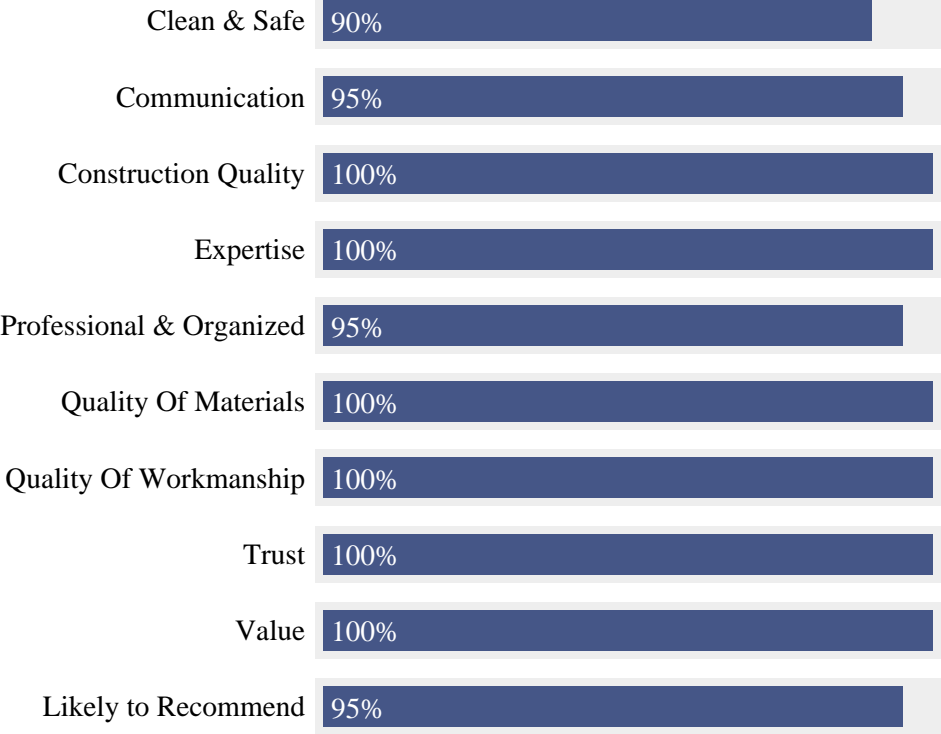 Clean & Safe 90%
Communication 95%
Construction Quality 100%
Expertise 100%
Professional & Organized 95%
Quality Of Materials 100%
Quality Of Workmanship 100%
Trust 100%
Value 100%
Likely to Recommend 95%